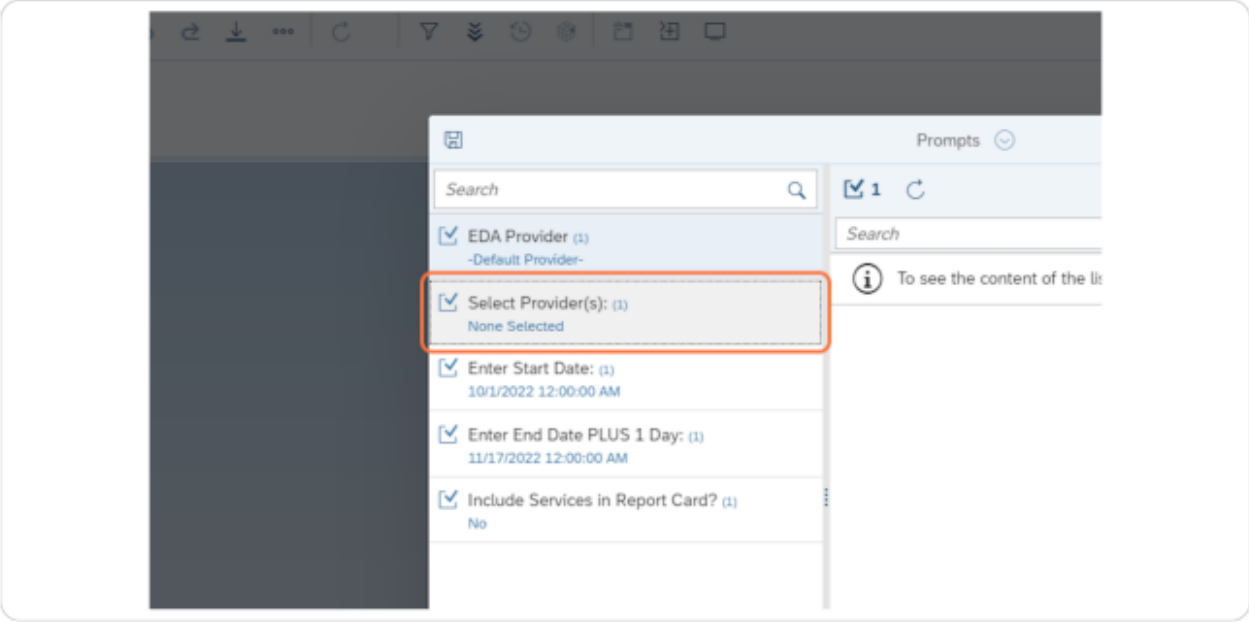 Prompts
Search
EDA Provider (1)
-Default Provider-
Select Provider(s): (1)
None Selected
Enter Start Date: (1)
10/1/2022 12:00:00 AM
Enter End Date PLUS 1 Day: (1)
11/17/2022 12:00:00 AM
Include Services in Report Card? (1)
No
1
Search
To see the content of the